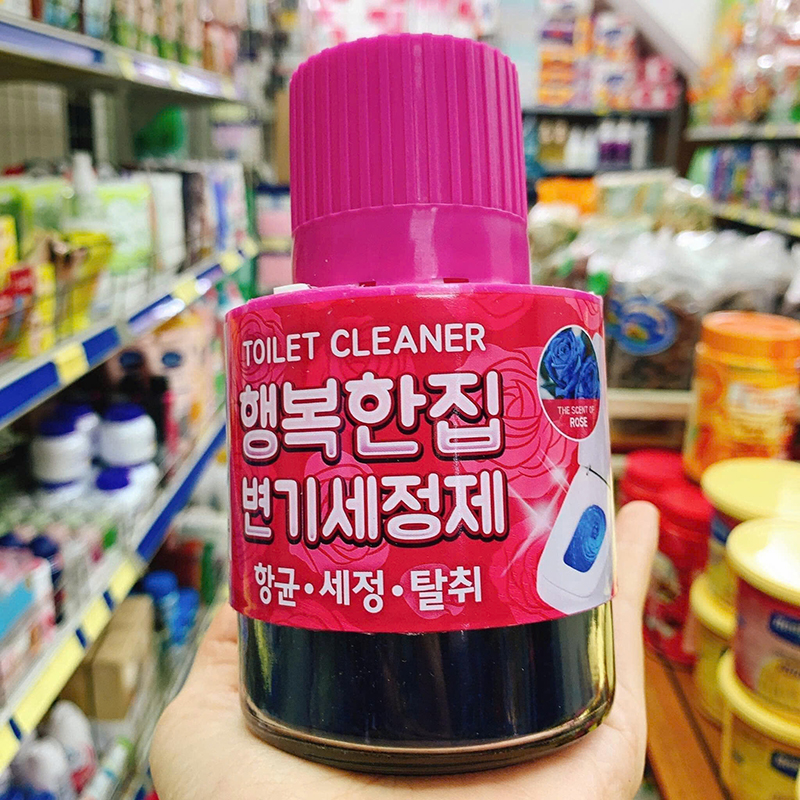 TOILET CLEANER
행복한집
변기세정제
항균·세정·탈취
THE SCENT OF
ROSE